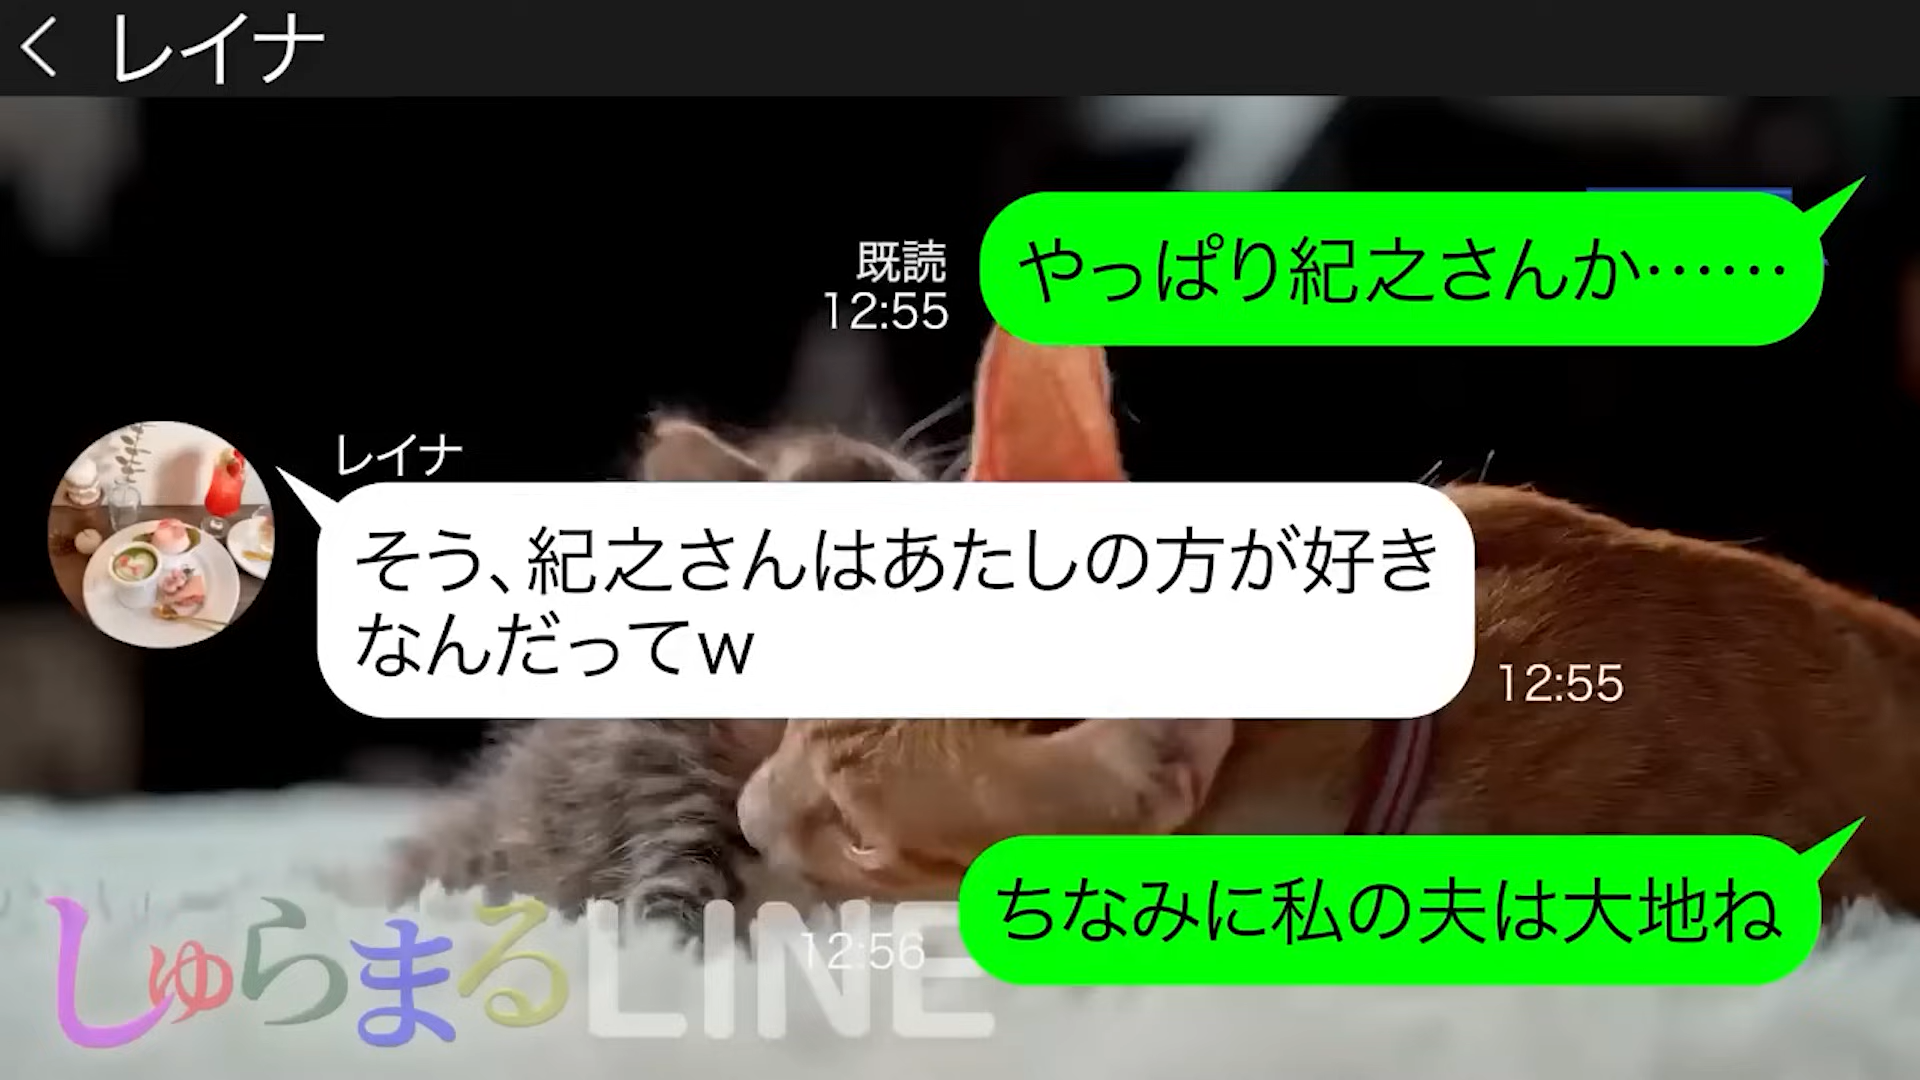 レイナ
やっぱり紀之さんか……
既読
12:55
レイナ
そう、紀之さんはあたしの方が好き
なんだってw
12:55
ちなみに私の夫は大地ね
12:56
しゅらまるLINE